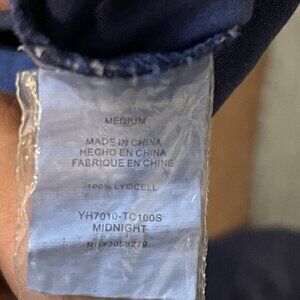 MEDIUM
MADE IN CHINA
HECHO EN CHINA
FABRIQUE EN CHINE
100% LYOCELL
YH7010-TC100S
MIDNIGHT